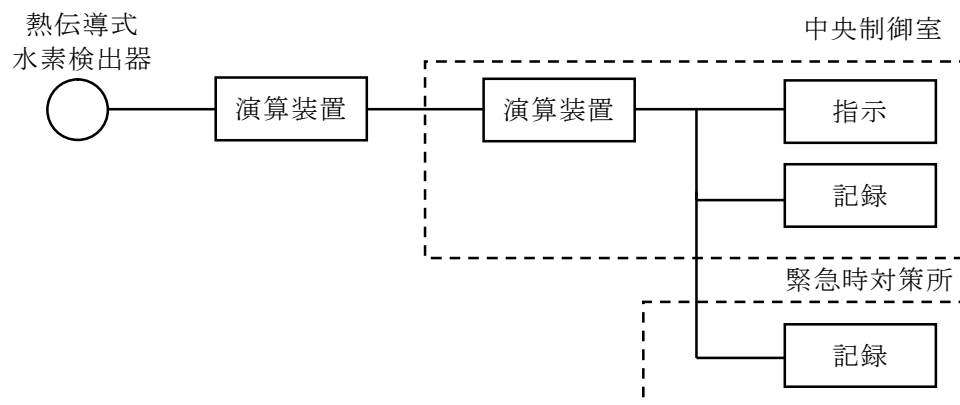 熱伝導式
水素検出器
中央制御室
演算装置
演算装置
指示
記録
緊急時対策所
記録